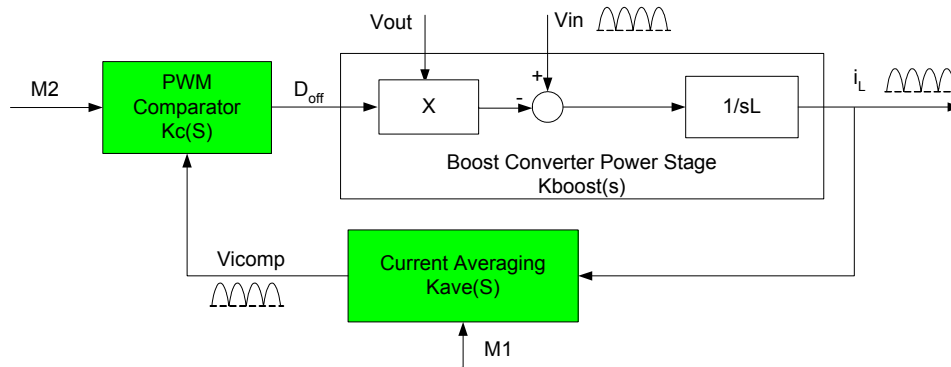 Vout
Vin
M2
PWM
Comparator
Kc(S)
Doff
X
+
-
1/sL
iL
Boost Converter Power Stage
Kboost(s)
Vicomp
Current Averaging
Kave(S)
M1